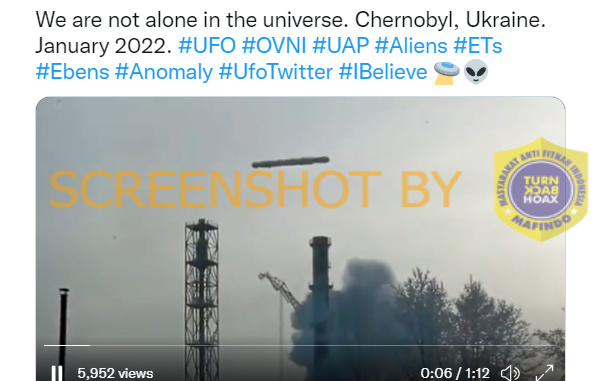 We are not alone in the universe. Chernobyl, Ukraine.
January 2022. #UFO #OVNI #UAP #Aliens #ETs
#Ebens #Anomaly #UfoTwitter #IBelieve 🛸👽
SCREENSHOT BY
MASYARAKAT ANTI FITNAH INDONESIA
TURN
BACK
HOAX
MAFINDO
5,952 views
0:06 / 1:12